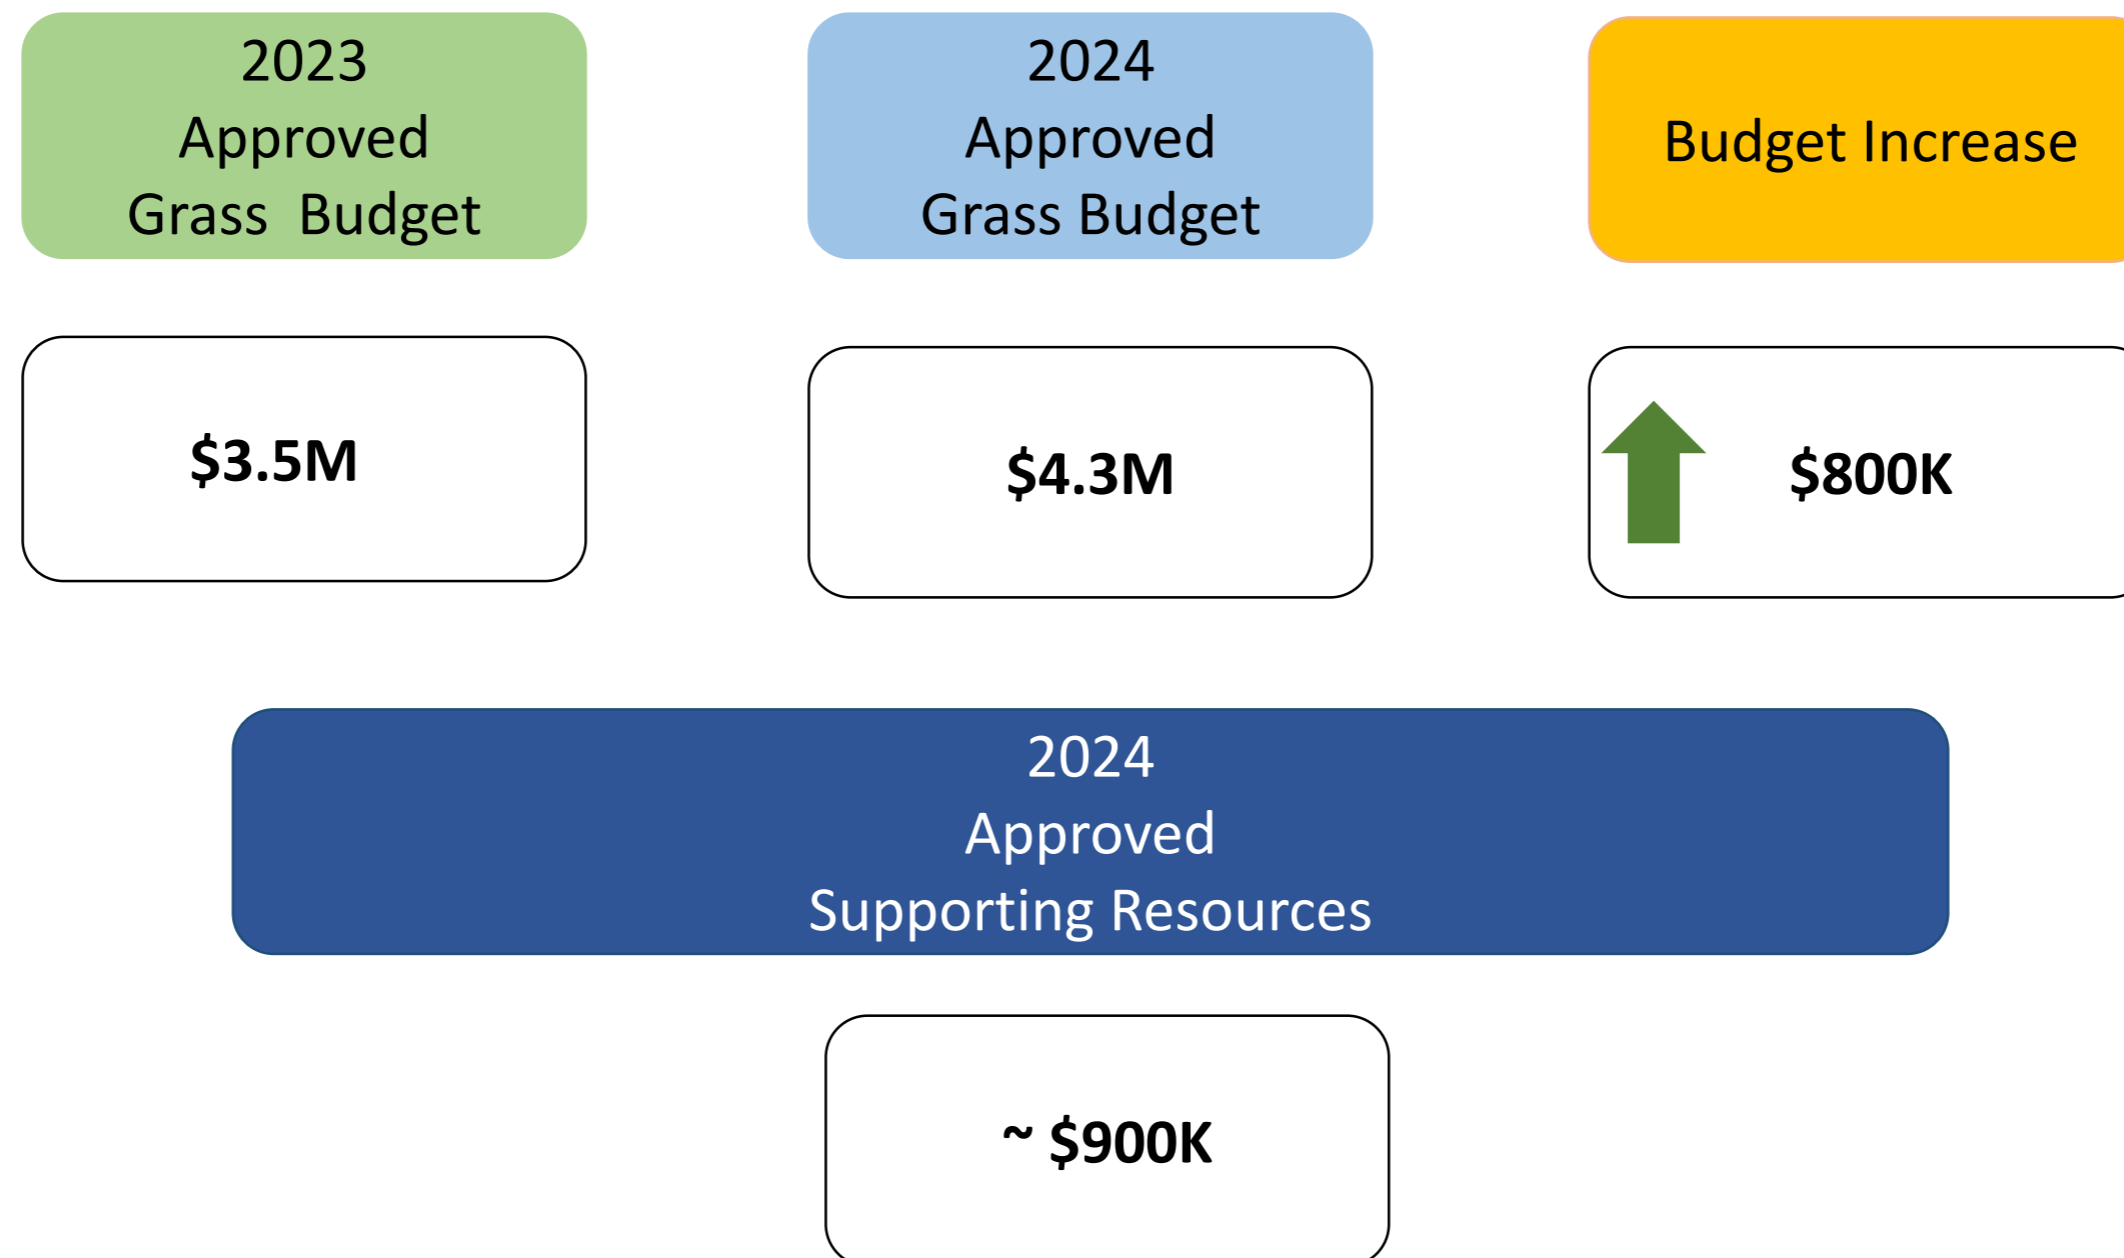 2023
Approved
Grass  Budget
2024
Approved
Grass Budget
Budget Increase
$3.5M
$4.3M
$800K
2024
Approved
Supporting Resources
~ $900K